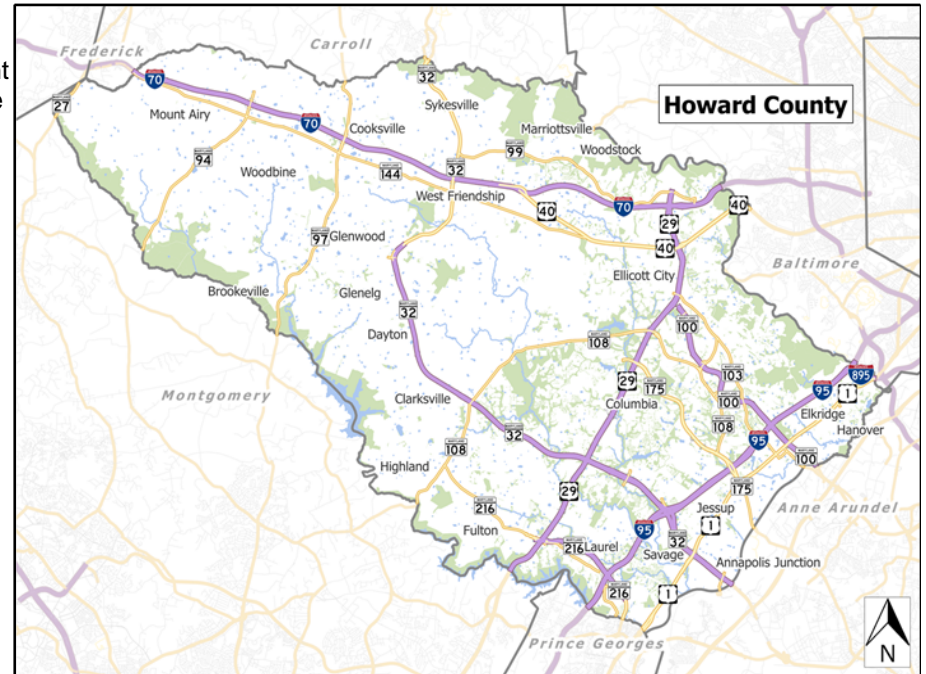 Carroll
Frederick
nt
70
32
e
27
Howard County
Sykesville
Mount Airy
70
Cooksville
Marriottsville
99
Woodstock
94
144
32
Woodbine
West Friendship
40
70
40
29
97
Glenwood
40
Baltimore
Ellicott City
Brookeville
Glenelg
32
100
Dayton
108
103
895
29
175
95
1
Montgomery
Clarksville
100
Columbia
Elkridge
108
Hanover
32
95
108
100
Highland
175
29
216
Jessup
Anne Arundel
1
Fulton
95
32
216
Laurel
Savage
Annapolis Junction
216
1
Prince Georges
N